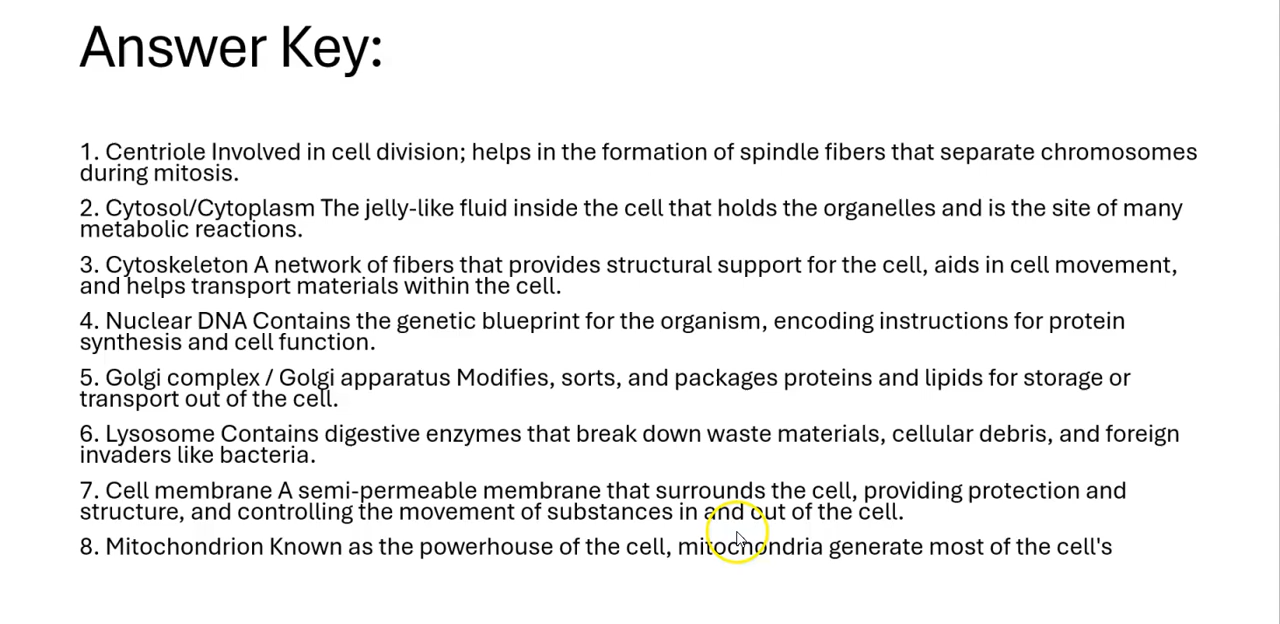 Answer Key:
1. Centriole Involved in cell division; helps in the formation of spindle fibers that separate chromosomes
during mitosis.
2. Cytosol/Cytoplasm The jelly-like fluid inside the cell that holds the organelles and is the site of many
metabolic reactions.
3. Cytoskeleton A network of fibers that provides structural support for the cell, aids in cell movement,
and helps transport materials within the cell.
4. Nuclear DNA Contains the genetic blueprint for the organism, encoding instructions for protein
synthesis and cell function.
5. Golgi complex / Golgi apparatus Modifies, sorts, and packages proteins and lipids for storage or
transport out of the cell.
6. Lysosome Contains digestive enzymes that break down waste materials, cellular debris, and foreign
invaders like bacteria.
7. Cell membrane A semi-permeable membrane that surrounds the cell, providing protection and
structure, and controlling the movement of substances in and out of the cell.
8. Mitochondrion Known as the powerhouse of the cell, mitochondria generate most of the cell's